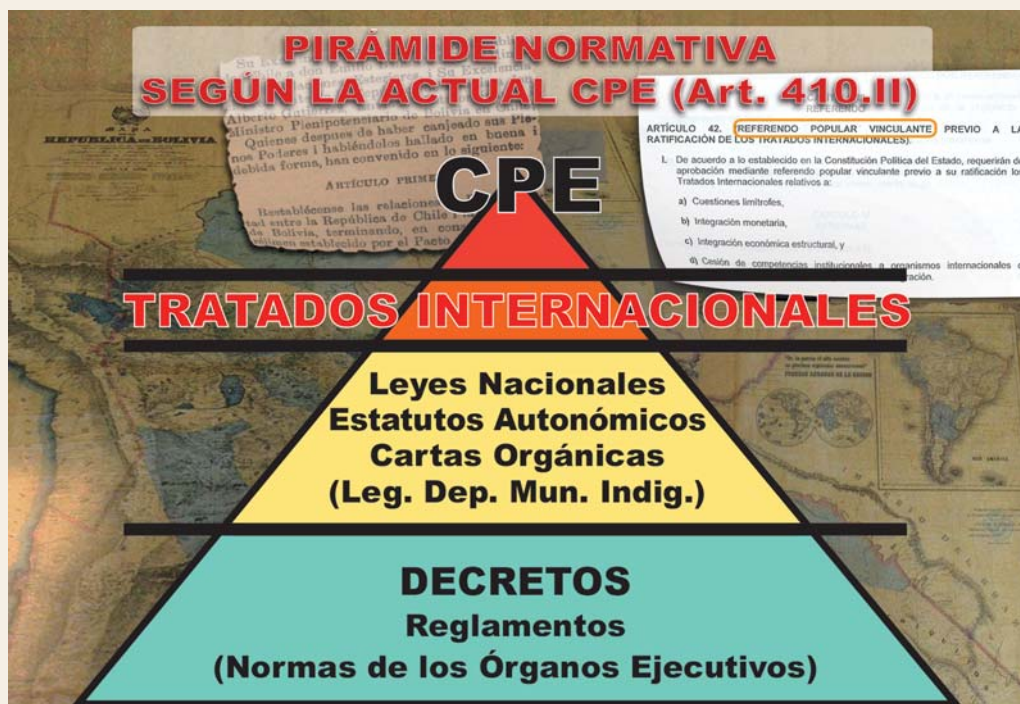 PIRÁMIDE NORMATIVA
SEGÚN LA ACTUAL CPE (Art. 410.II)
Ministro Plenipotenciario de Bolivia
Quienes despues de haber canjeado sus Ple-
nos Poderes i habiéndolos hallado en buena i
debida forma, han convenido en lo siguiente:
ARTÍCULO PRIME
Restablécense las relaciones
tad entre la República de Chile i
de Bolivia, terminando, en
régimen establecido por el Pacto
MAPA
REPUBLICA DE BOLIVIA
REFERENDO
ARTÍCULO 42. REFERENDO POPULAR VINCULANTE PREVIO A LA
RATIFICACIÓN DE LOS TRATADOS INTERNACIONALES).
I. De acuerdo a lo establecido en la Constitución Política del Estado, requerirán de
aprobación mediante referendo popular vinculante previo a su ratificación los
Tratados Internacionales relativos a:
a) Cuestiones limítrofes,
b) Integración monetaria,
c) Integración económica estructural, y
d) Cesión de competencias institucionales a organismos internacionales
CPE
TRATADOS INTERNACIONALES
Leyes Nacionales
Estatutos Autonómicos
Cartas Orgánicas
(Leg. Dep. Mun. Indig.)
DECRETOS
Reglamentos
(Normas de los Órganos Ejecutivos)